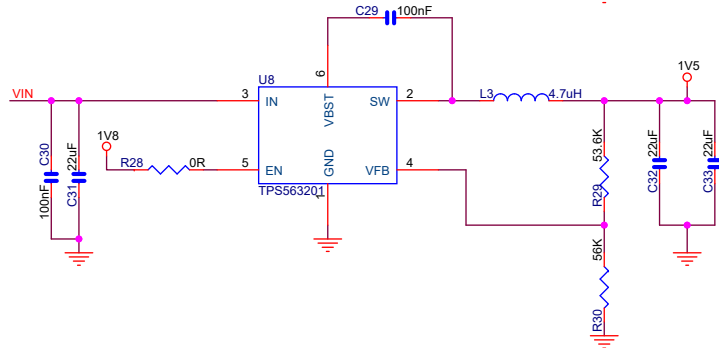 C29 100nF
VIN
U8
1V5
6
3 IN
VBST
SW 2
L3 4.7uH
1V8
R28 0R
5 EN
GND
VFB 4
1
TPS563201
C30
100nF
22uF
C31
53.6K
R29
22uF
C32
22uF
C33
56K
R30